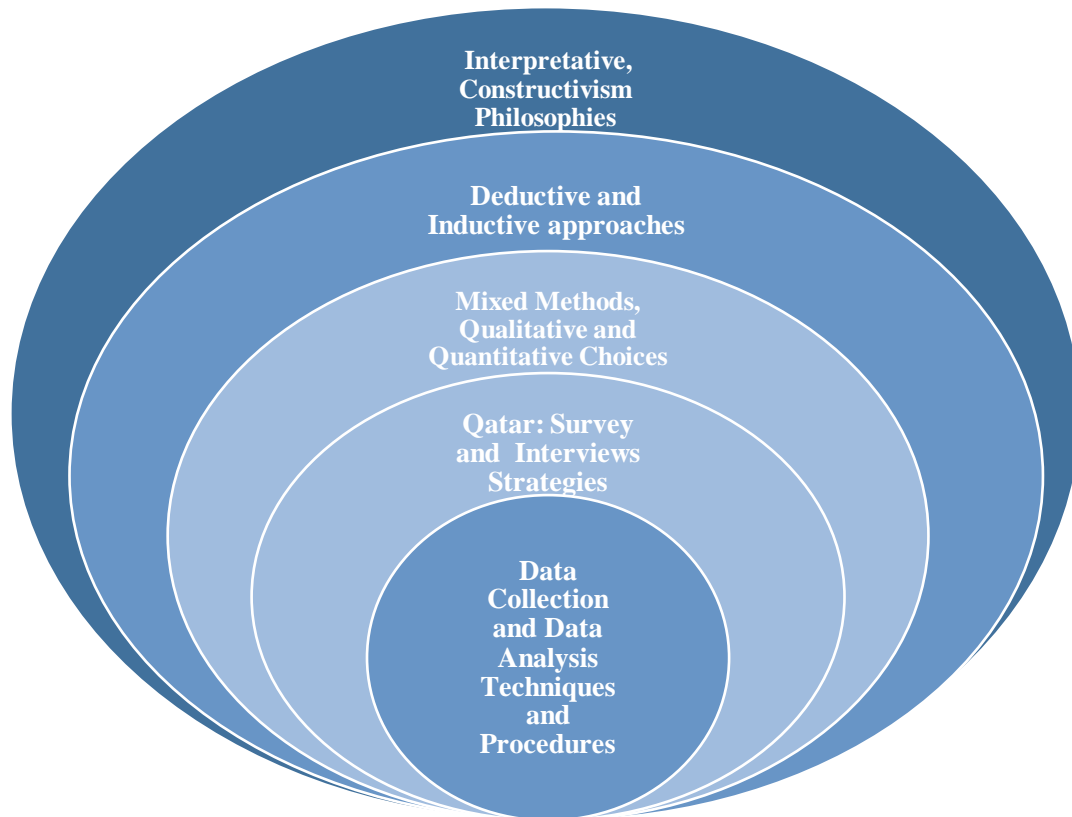 Interpretative,
Constructivism
Philosophies
Deductive and
Inductive approaches
Mixed Methods,
Qualitative and
Quantitative Choices
Qatar: Survey
and Interviews
Strategies
Data
Collection
and Data
Analysis
Techniques
and
Procedures